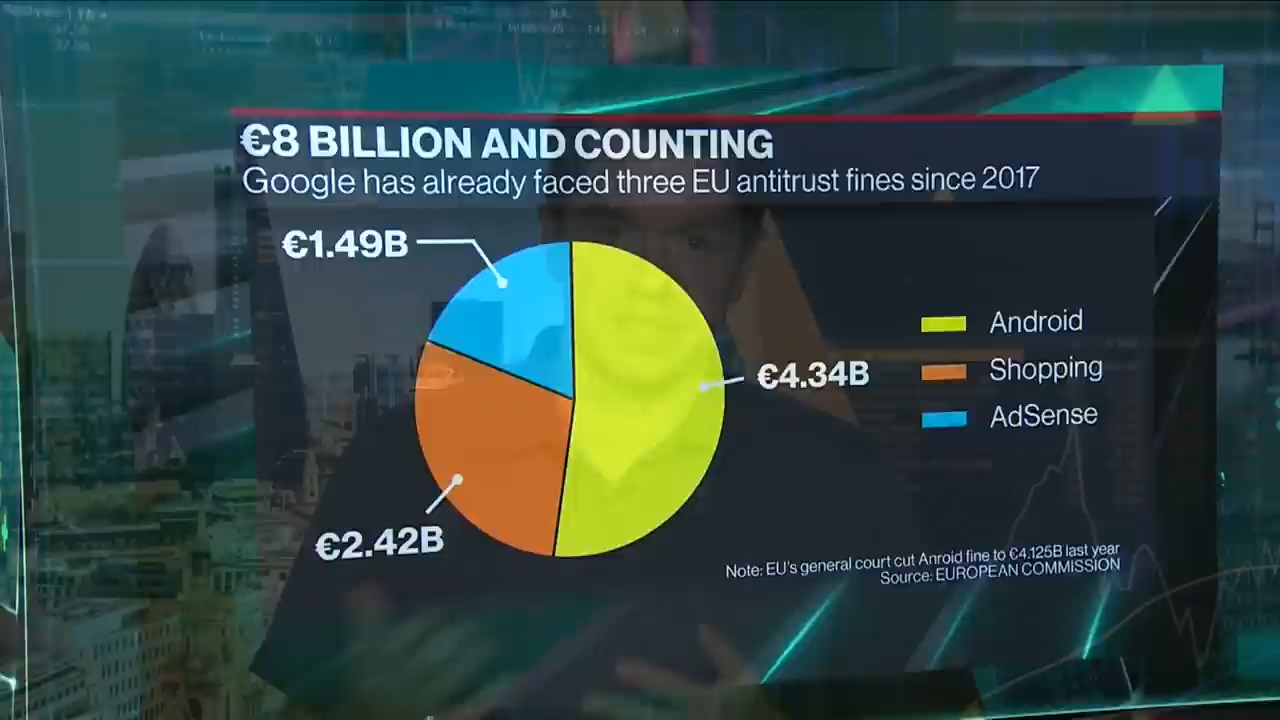 €8 BILLION AND COUNTING
Google has already faced three EU antitrust fines since 2017
€1.49B
€4.34B
€2.42B
Android
Shopping
AdSense
Note: EU's general court cut Anroid fine to €4.125B last year
Source: EUROPEAN COMMISSION